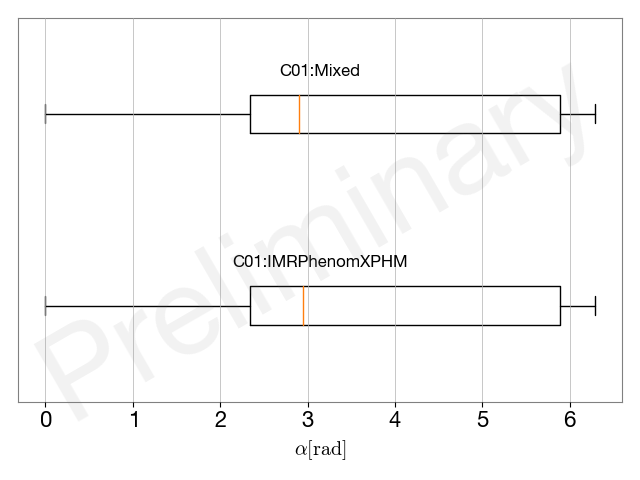 C01:Mixed
Preliminary
C01:IMRPhenomXPHM
0 1 2 3 4 5 6
α[rad]